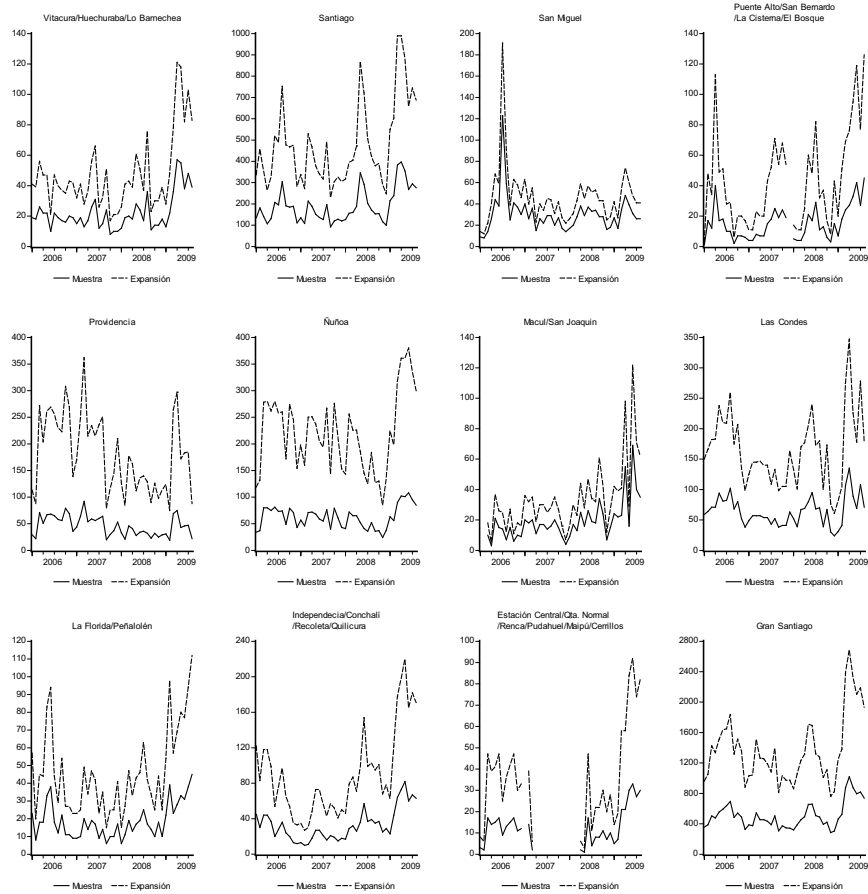 Vitacura/Huechuraba/Lo Barnechea
140
120
100
80
60
40
20
0
2006 2007 2008 2009
Muestra Expansión
Santiago
1000
900
800
700
600
500
400
300
200
100
0
2006 2007 2008 2009
Muestra Expansión
San Miguel
200
180
160
140
120
100
80
60
40
20
0
2006 2007 2008 2009
Muestra Expansión
Puente Alto/San Bernardo
/La Cisterna/El Bosque
140
120
100
80
60
40
20
0
2006 2007 2008 2009
Muestra Expansión
Providencia
400
350
300
250
200
150
100
50
0
2006 2007 2008 2009
Muestra Expansión
Ñuñoa
400
350
300
250
200
150
100
50
0
2006 2007 2008 2009
Muestra Expansión
Macul/San Joaquin
140
120
100
80
60
40
20
0
2006 2007 2008 2009
Muestra Expansión
Las Condes
350
300
250
200
150
100
50
0
2006 2007 2008 2009
Muestra Expansión
La Florida/Peñalolén
120
110
100
90
80
70
60
50
40
30
20
10
0
2006 2007 2008 2009
Muestra Expansión
Independecia/Conchalí
/Recoleta/Quilicura
240
200
160
120
80
40
0
2006 2007 2008 2009
Muestra Expansión
Estación Central/Qta. Normal
/Renca/Pudahuel/Maipú/Cerrillos
100
90
80
70
60
50
40
30
20
10
0
2006 2007 2008 2009
Muestra Expansión
Gran Santiago
2800
2400
2000
1600
1200
800
400
0
2006 2007 2008 2009
Muestra Expansión